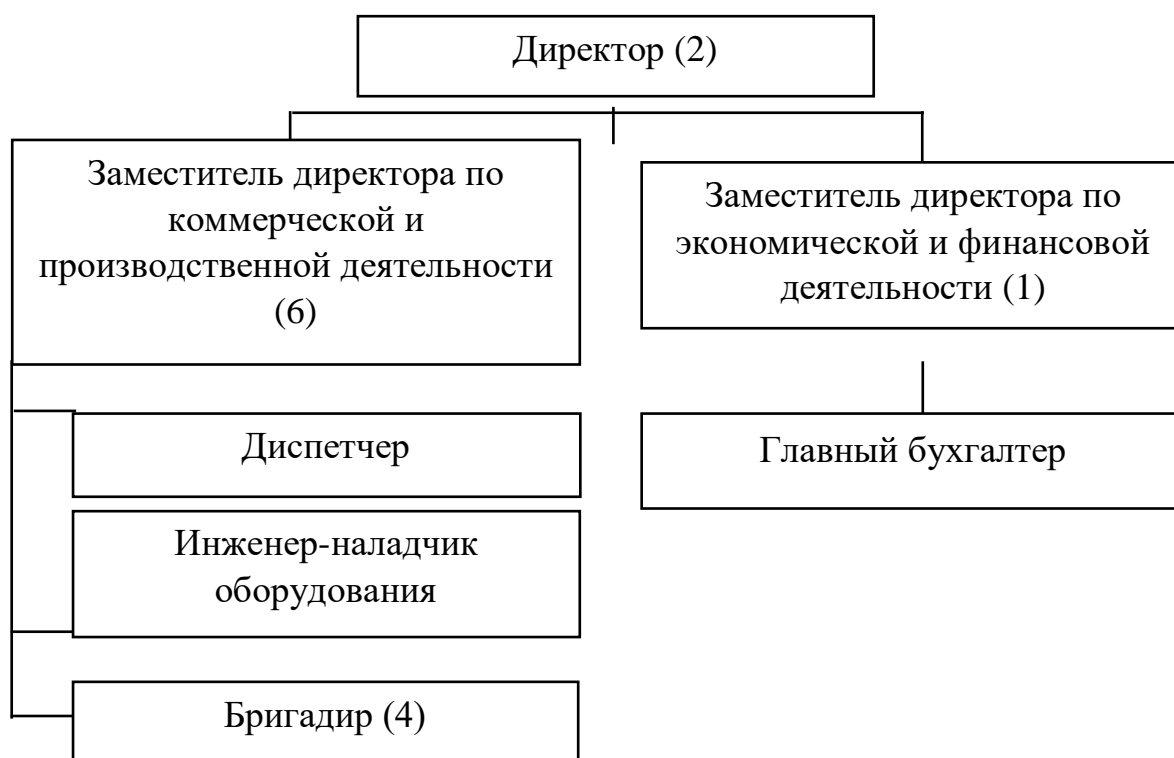 Директор (2)
Заместитель директора по
коммерческой и
производственной деятельности
(6)
Заместитель директора по
экономической и финансовой
деятельности (1)
Диспетчер
Главный бухгалтер
Инженер-наладчик
оборудования
Бригадир (4)